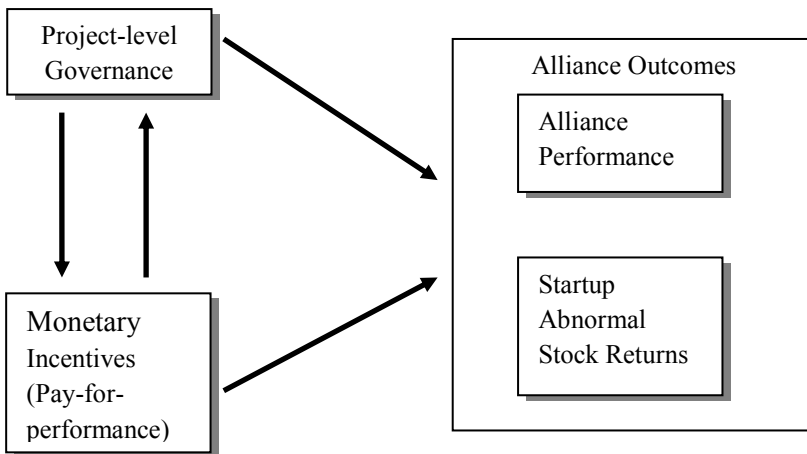 Project-level
Governance
Alliance Outcomes
Alliance
Performance
Startup
Abnormal
Stock Returns
Monetary
Incentives
(Pay-for-
performance)